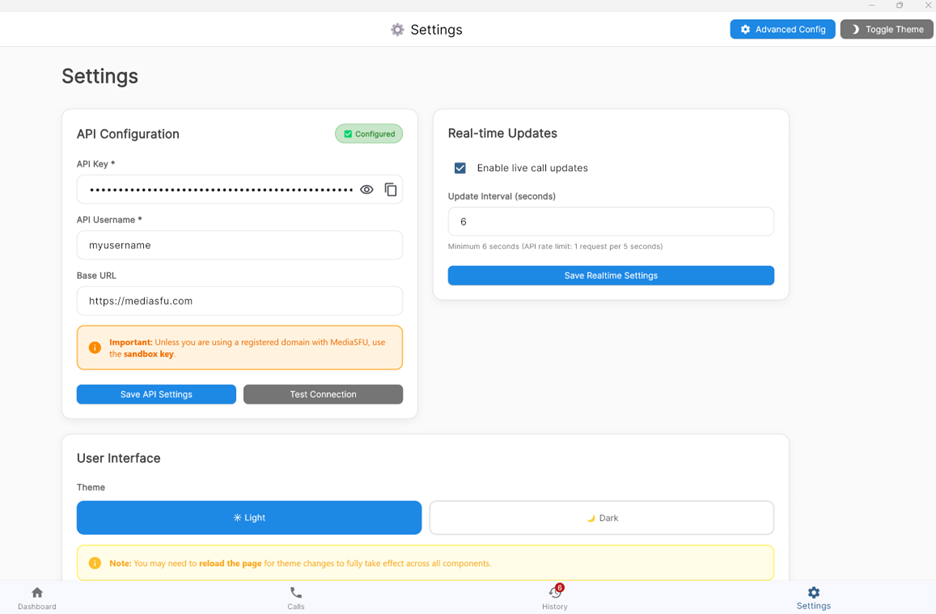 Settings
Advanced Config
Toggle Theme
Settings
API Configuration
Configured
API Key *
••••••••••••••••••••••••••••••••••••••••••••
API Username *
myusername
Base URL
https://mediasfu.com
Important: Unless you are using a registered domain with MediaSFU, use
the sandbox key.
Save API Settings
Test Connection
Real-time Updates
Enable live call updates
Update Interval (seconds)
6
Minimum 6 seconds (API rate limit: 1 request per 5 seconds)
Save Realtime Settings
User Interface
Theme
Light
Dark
Note: You may need to reload the page for theme changes to fully take effect across all components.
Dashboard
Calls
6
History
Settings